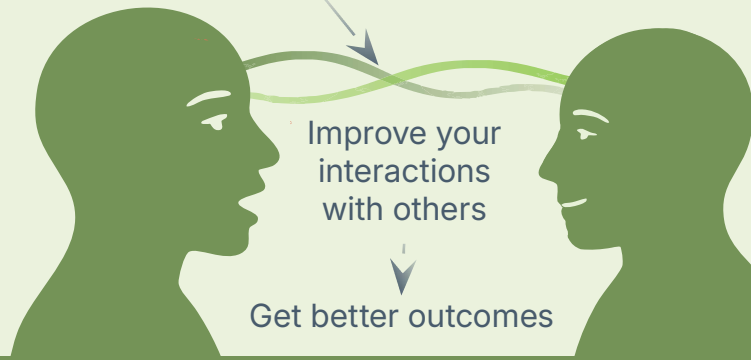 Improve your
interactions
with others
Get better outcomes